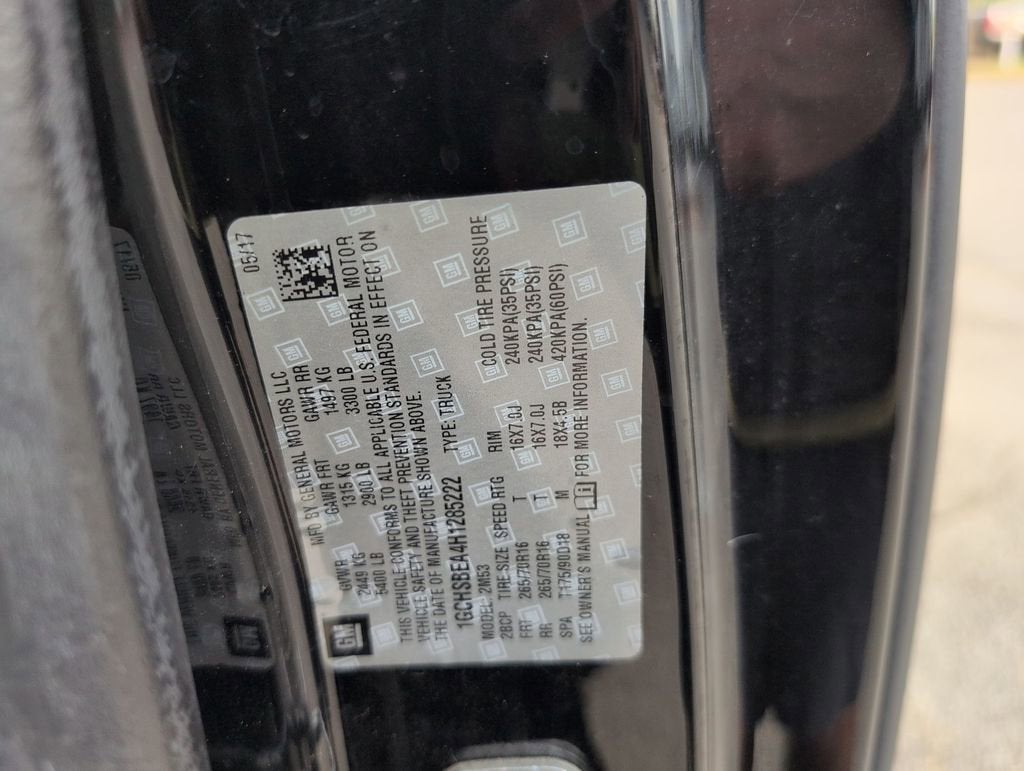 05/17
GM
MFD BY GENERAL MOTORS LLC
GVWR GAWR FRT GAWR RR
2449 KG 1315 KG 1497 KG
5400 LB 2900 LB 3300 LB
THIS VEHICLE CONFORMS TO ALL APPLICABLE U.S. FEDERAL MOTOR
VEHICLE SAFETY AND THEFT PREVENTION STANDARDS IN EFFECT ON
THE DATE OF MANUFACTURE SHOWN ABOVE.
1GCHSBEA4H1285222 TYPE: TRUCK
MODEL: 2M53
2BCP TIRE SIZE SPEED RTG RIM COLD TIRE PRESSURE
FRT 265/70R16 T 16X7.0J 240KPA(35PSI)
RR 265/70R16 T 16X7.0J 240KPA(35PSI)
SPA T175/90D18 M 18X4.5B 420KPA(60PSI)
SEE OWNER'S MANUAL i FOR MORE INFORMATION.